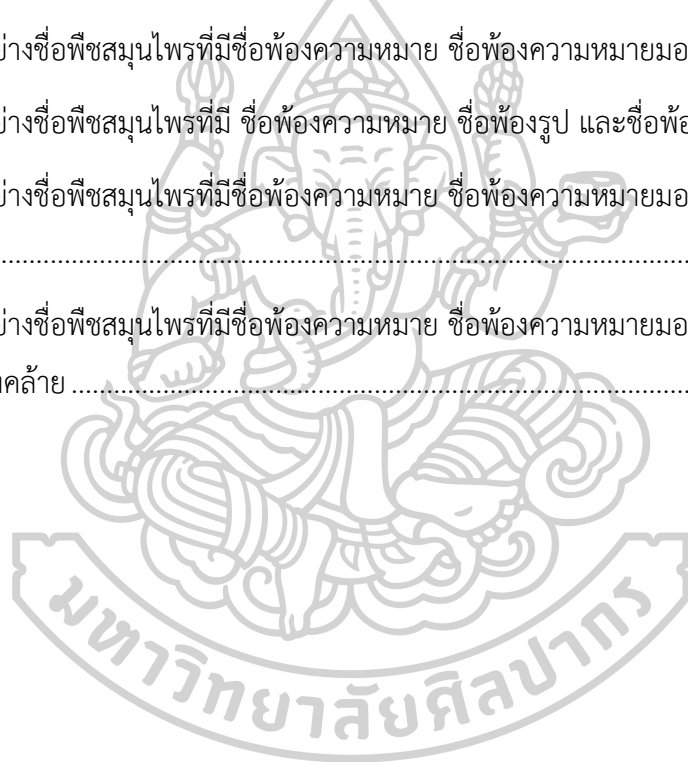 ย่างชื่อพืชสมุนไพรที่มีชื่อพ้องความหมาย ชื่อพ้องความหมายมอ
ย่างชื่อพืชสมุนไพรที่มี ชื่อพ้องความหมาย ชื่อพ้องรูป และชื่อพ้อ
ย่างชื่อพืชสมุนไพรที่มีชื่อพ้องความหมาย ชื่อพ้องความหมายมอ
................................................................................
ย่างชื่อพืชสมุนไพรที่มีชื่อพ้องความหมาย ชื่อพ้องความหมายมอ
คล้าย ........................................................................
มหาวิทยาลัยศิลปากร